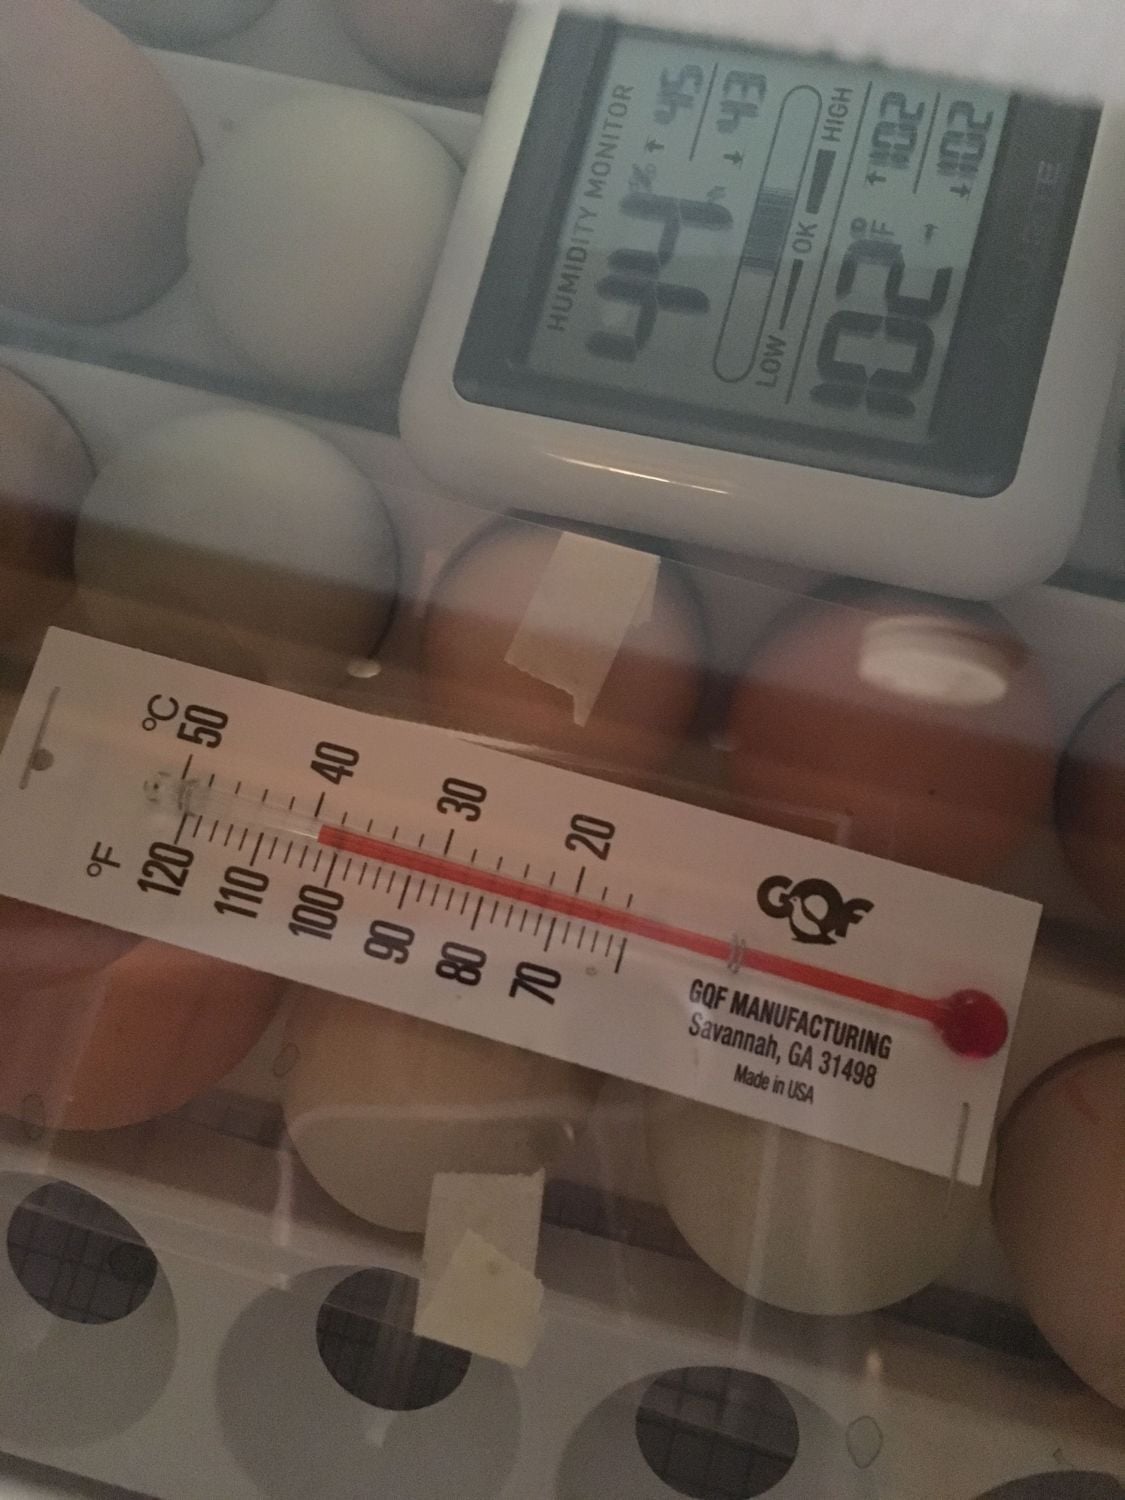 HUMIDITY MONITOR
44%
45
43
LOW OK HIGH
102°F
102
102
°C
50 40 30 20
°F
120 110 100 90 80 70
GQF
GQF MANUFACTURING
Savannah, GA 31498
Made in USA